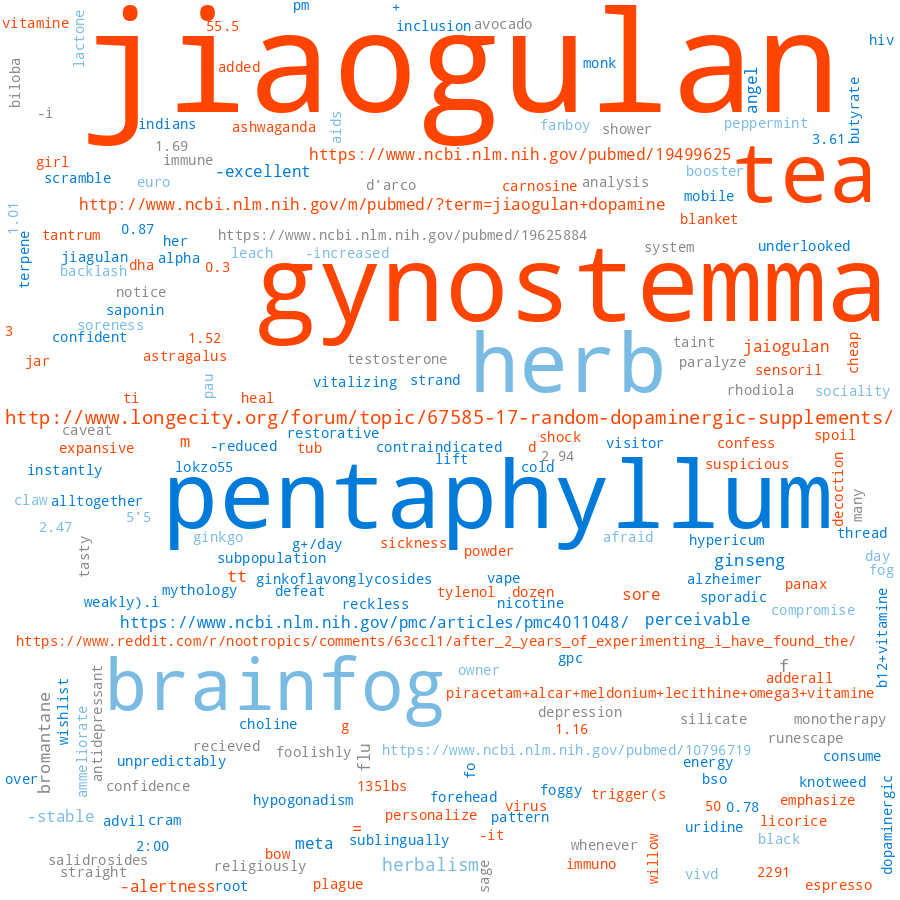 pm
+
vitamine
lactone
55.5
inclusion
avocado
jiaogulan
hiv
biloba
added
monk
angel
butyrate
-i
indians
ashwaganda
aids
fanboy
shower
peppermint
3.61
1.69
immune
girl
https://www.ncbi.nlm.nih.gov/pubmed/19499625
tea
scramble
euro
-excellent
d'arco
carnosine
analysis
booster
mobile
http://www.ncbi.nlm.nih.gov/m/pubmed/?term=jiaogulan+dopamine
blanket
1.01
terpene
tantrum
0.87
her
https://www.ncbi.nlm.nih.gov/pubmed/19625884
system
underlooked
jiagulan
dha
alpha
leach
-increased
backlash
0.3
gynostemma
notice
saporin
soreness
3
confident
1.52
herb
taint
jaiogulan
cheap
jar
astragalus
testosterone
paralyze
sensoril
pau
vitalizing
strand
rhodiola
sociality
ti
heal
http://www.longecity.org/forum/topic/67585-17-random-dopaminergic-supplements/
caveat
restorative
expansive
m
-reduced
tub
contraindicated
d
shock
visitor
confess
spoil
lift
2.94
instantly
lokzo55
cold
suspicious
decoction
pentaphyllum
claw
alltogether
5'5
many
2.47
ginkgo
afraid
hypericum
thread
tasty
g+/day
sickness
powder
subpopulation
ginseng
day
fog
tt
ginkoflavonglycosides
vape
alzheimer
panax
mythology
defeat
tylenol
dozen
sore
sporadic
weakly).i
reckless
nicotine
compromise
b12+vitamine
https://www.ncbi.nlm.nih.gov/pmc/articles/pmc4011048/
perceivable
https://www.reddit.com/r/nootropics/comments/63ccl1/after_2_years_of_experimenting_i_have_found_the/
brainfog
gpc
owner
f
adderall
bromantane
wishlist
ammeliorate
antidepressant
piracetam+alcar+meldonium+lecithine+omega3+vitamine
depression
choline
g
1.16
silicate
monotherapy
runescape
recieved
foolishly
flu
https://www.ncbi.nlm.nih.gov/pubmed/10796719
unpredictably
energy
consume
over
fo
bso
knotweed
dopaminergic
confidence
135lbs
foggy
trigger(s
hypogonadism
forehead
virus
50
0.78
emphasize
-stable
advil
cram
personalize
pattern
=
uridine
licorice
2:00
meta
sublingually
-it
black
whenever
salidrosides
bow
straight
religiously
herbalism
sage
immuno
willow
vivd
2291
-alertness
root
plague
espresso